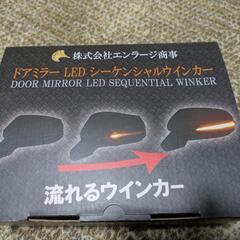 株式会社エンラージ商事
ドアミラー LED シーケンシャルウインカー
DOOR MIRROR LED SEQUENTIAL WINKER
流れるウインカー